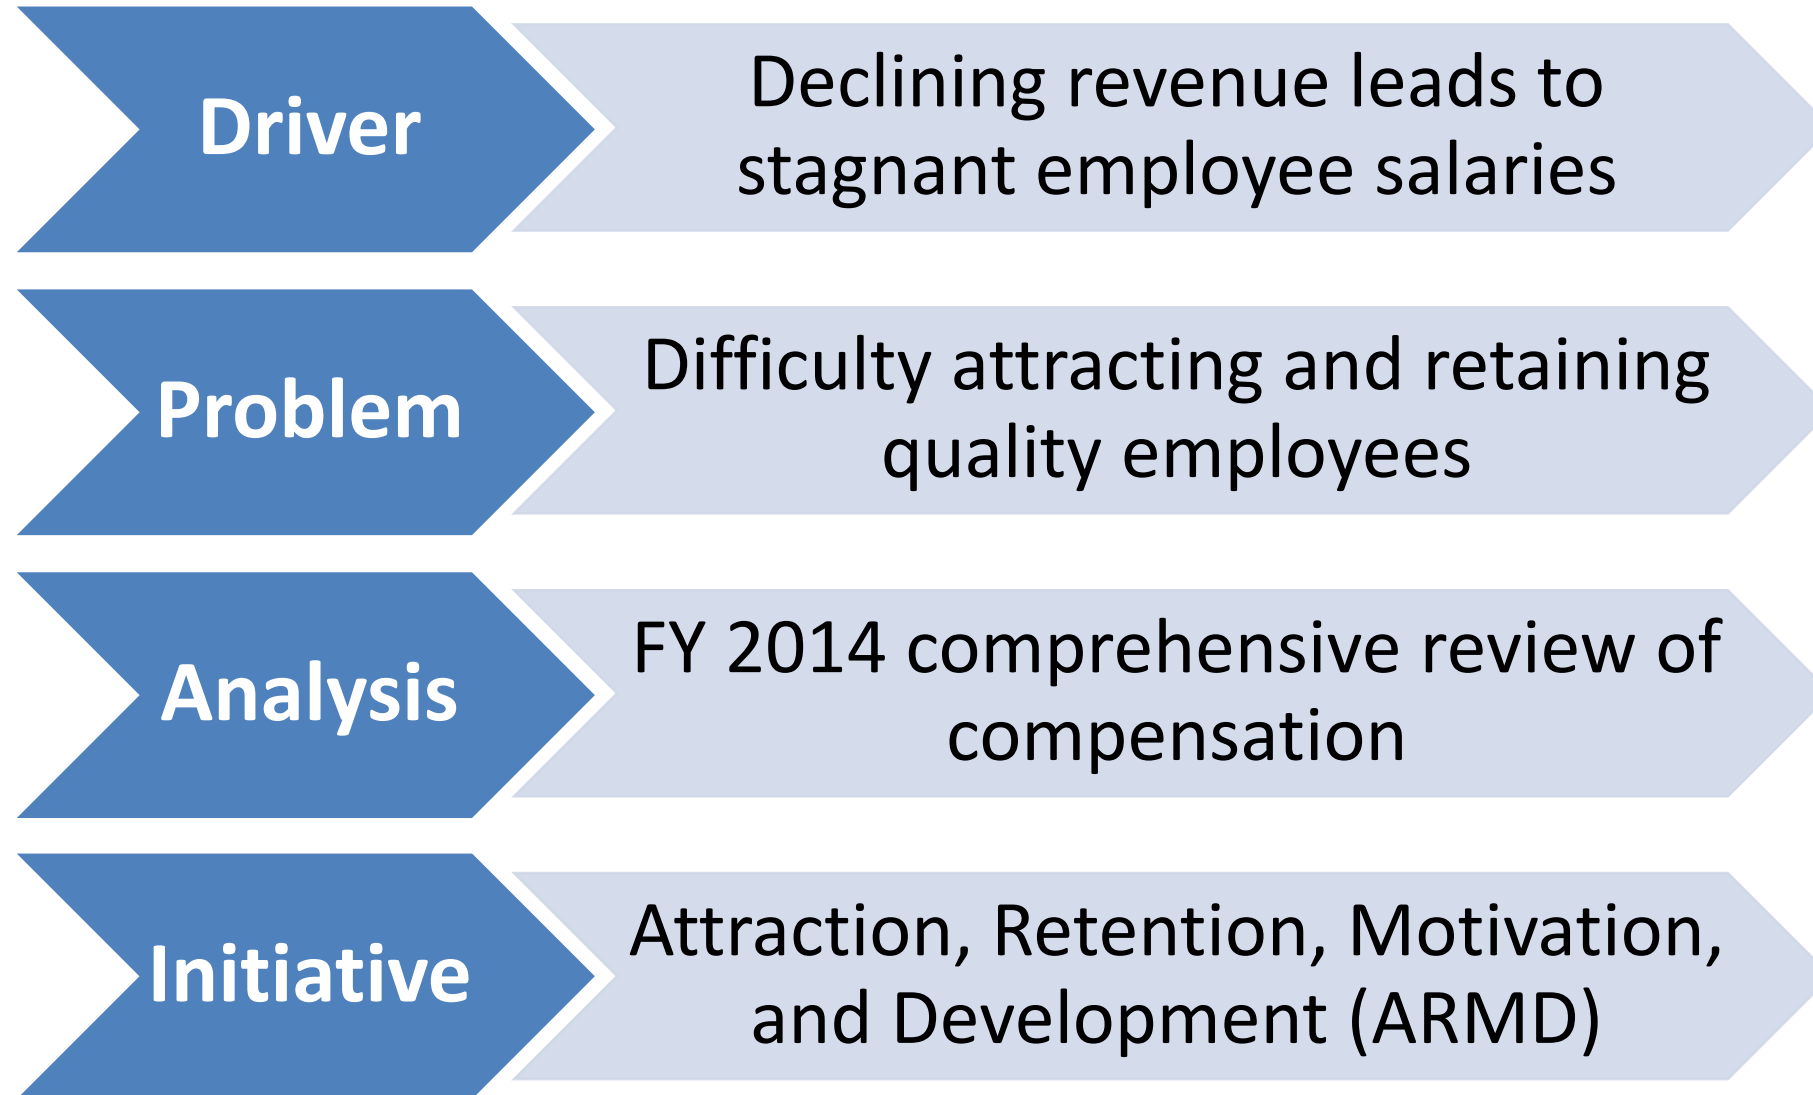 Driver
Declining revenue leads to
stagnant employee salaries
Problem
Difficulty attracting and retaining
quality employees
Analysis
FY 2014 comprehensive review of
compensation
Initiative
Attraction, Retention, Motivation,
and Development (ARMD)